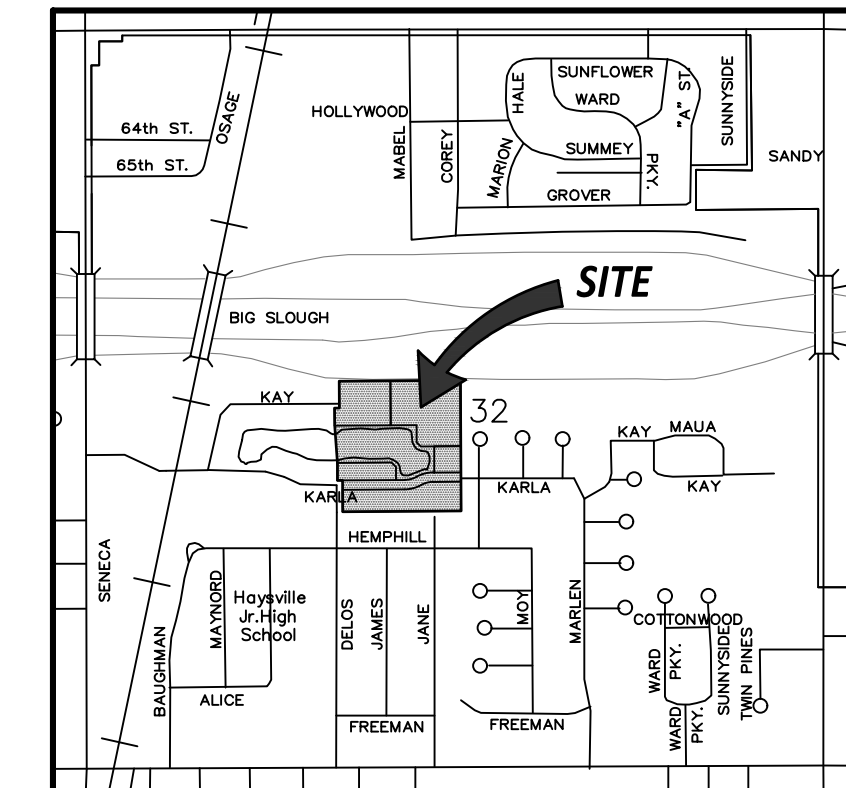 SUNFLOWER
WARD
HALE
"A" ST.
SUNNYSIDE
HOLLYWOOD
OSAGE
64th ST.
65th ST.
MABEL
COREY
MARION
SUMMEY
PKY.
GROVER
SANDY
SITE
BIG SLOUGH
KAY
32
KAY
MAUA
KAY
KARLA
KARLA
HEMPHILL
SENECA
MAYNORD
Haysville
Jr.High
School
DELOS
JAMES
JANE
MOY
MARLEN
COTTONWOOD
WARD
PKY.
SUNNYSIDE
TWIN PINES
BAUGHMAN
ALICE
FREEMAN
FREEMAN
WARD
PKY.